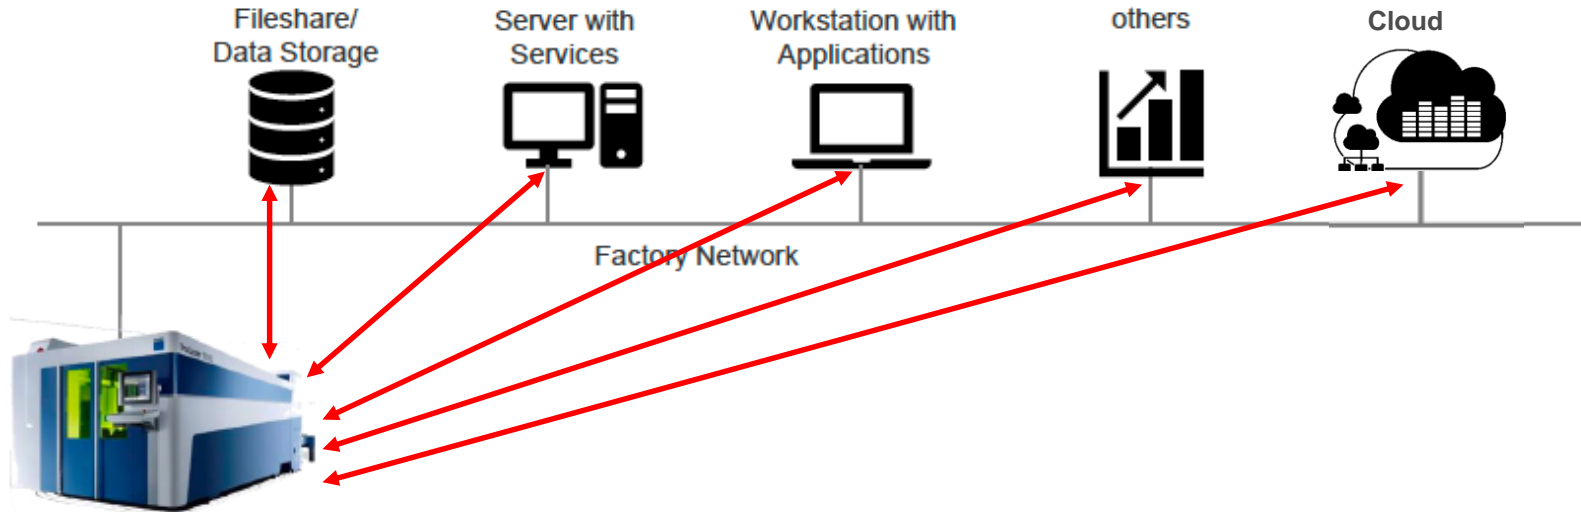 Fileshare/
Data Storage
Server with
Services
Workstation with
Applications
others
Cloud
Factory Network